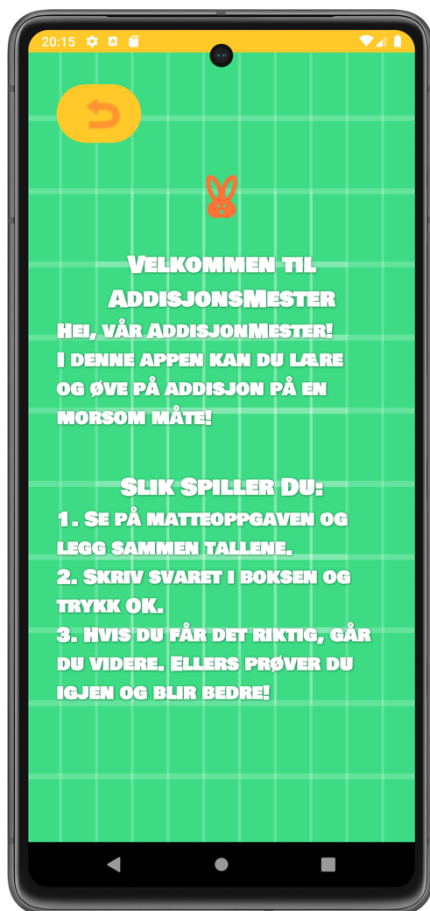 20:15
Velkommen til
AddisjonsMester
Hei, vår AddisjonMester!
I denne appen kan du lære
og øve på addisjon på en
morsom måte!
Slik Spiller Du:
1. Se på matteoppgaven og
legg sammen tallene.
2. Skriv svaret i boksen og
trykk OK.
3. Hvis du får det riktig, går
du videre. Ellers prøver du
igjen og blir bedre!